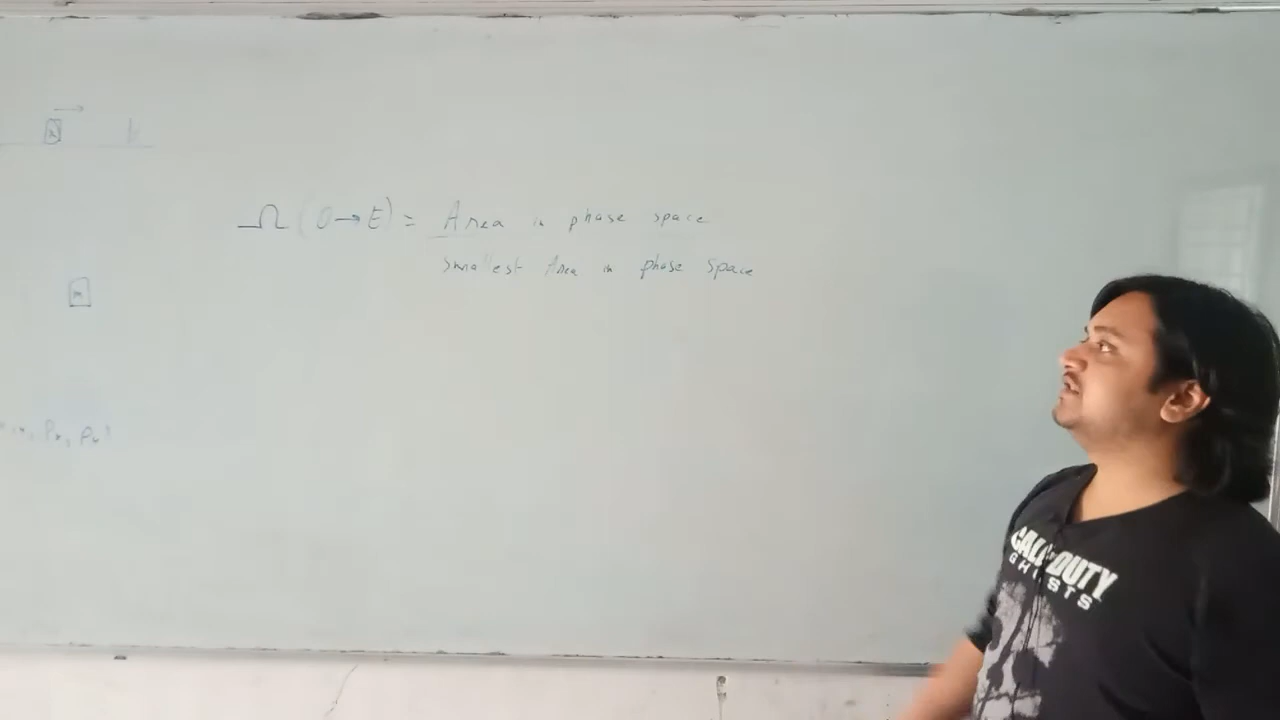 Ω(0→E) = Area in phase space
smallest Area in phase space
m
CALL OF DUTY
GHOSTS